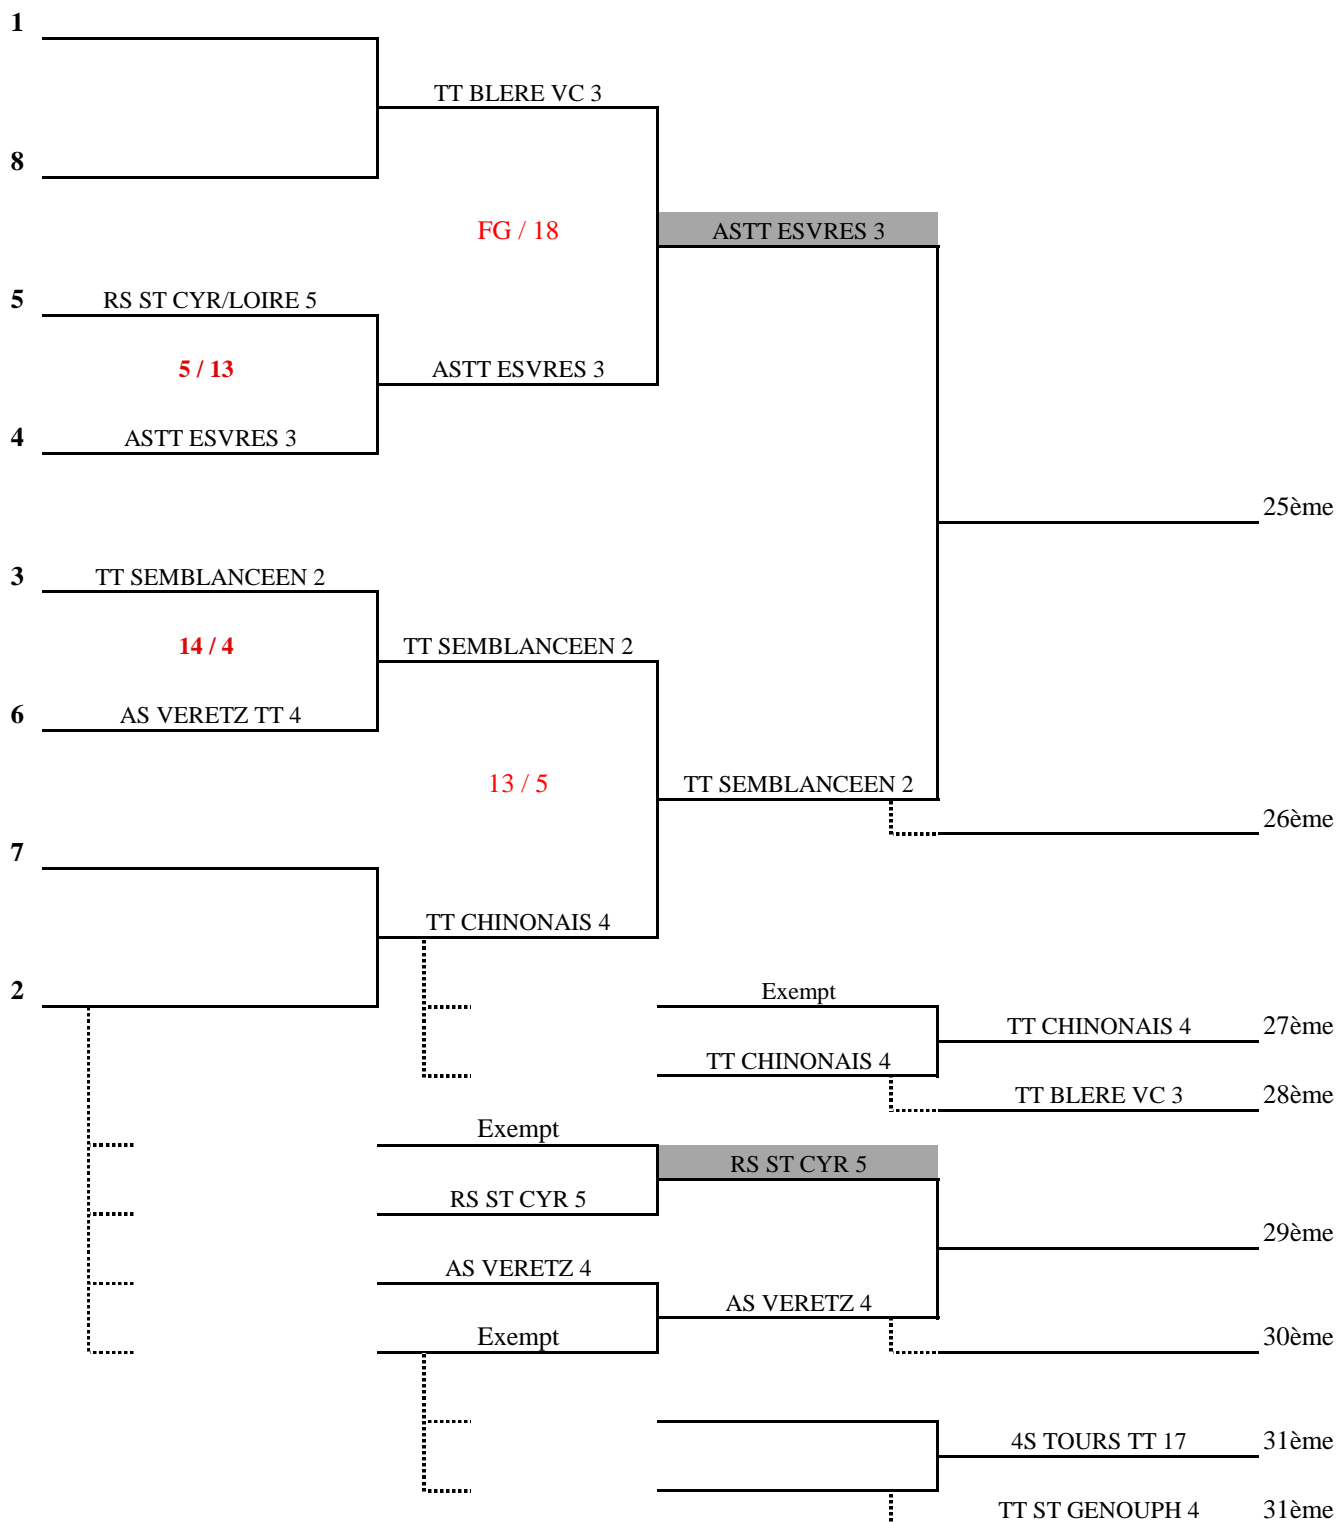 1
TT BLERE VC 3
8
FG / 18
ASTT ESVRES 3
5
RS ST CYR/LOIRE 5
5 / 13
ASTT ESVRES 3
4
ASTT ESVRES 3
25ème
3
TT SEMBLANCEEN 2
14 / 4
TT SEMBLANCEEN 2
6
AS VERETZ TT 4
13 / 5
TT SEMBLANCEEN 2
26ème
7
TT CHINONAIS 4
2
Exempt
TT CHINONAIS 4
27ème
TT CHINONAIS 4
TT BLERE VC 3
28ème
Exempt
RS ST CYR 5
RS ST CYR 5
29ème
AS VERETZ 4
AS VERETZ 4
Exempt
30ème
4S TOURS TT 17
31ème
TT ST GENOUPH 4
31ème